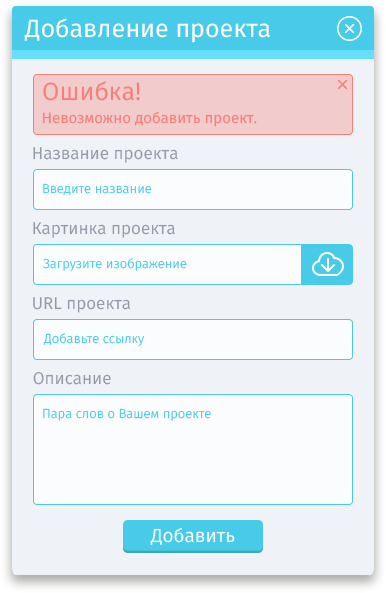 Добавление проекта
Ошибка!
Невозможно добавить проект.
Название проекта
Введите название
Картинка проекта
Загрузите изображение
URL проекта
Добавьте ссылку
Описание
Пара слов о Вашем проекте
Добавить